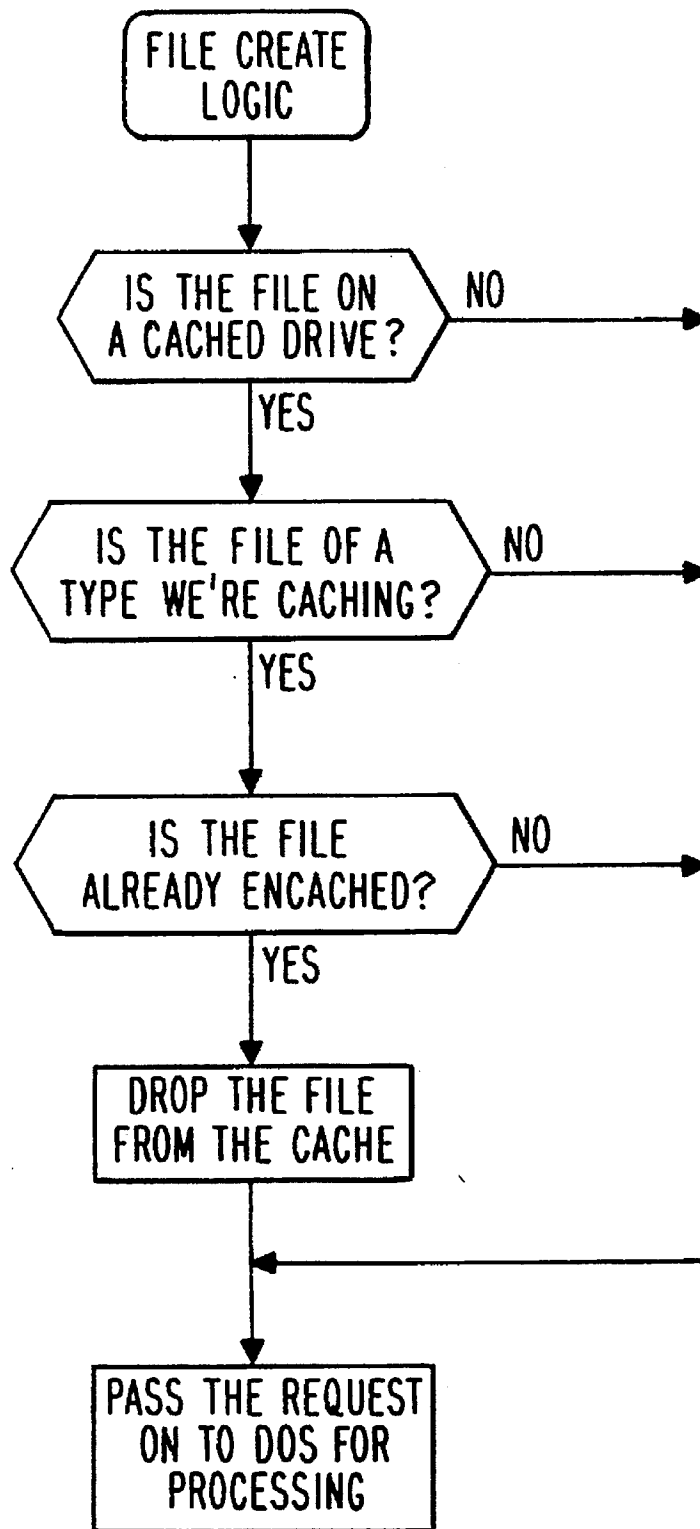 FILE CREATE
LOGIC
IS THE FILE ON
A CACHED DRIVE?
NO
YES
IS THE FILE OF A
TYPE WE'RE CACHING?
NO
YES
IS THE FILE
ALREADY ENCACHED?
NO
YES
DROP THE FILE
FROM THE CACHE
PASS THE REQUEST
ON TO DOS FOR
PROCESSING